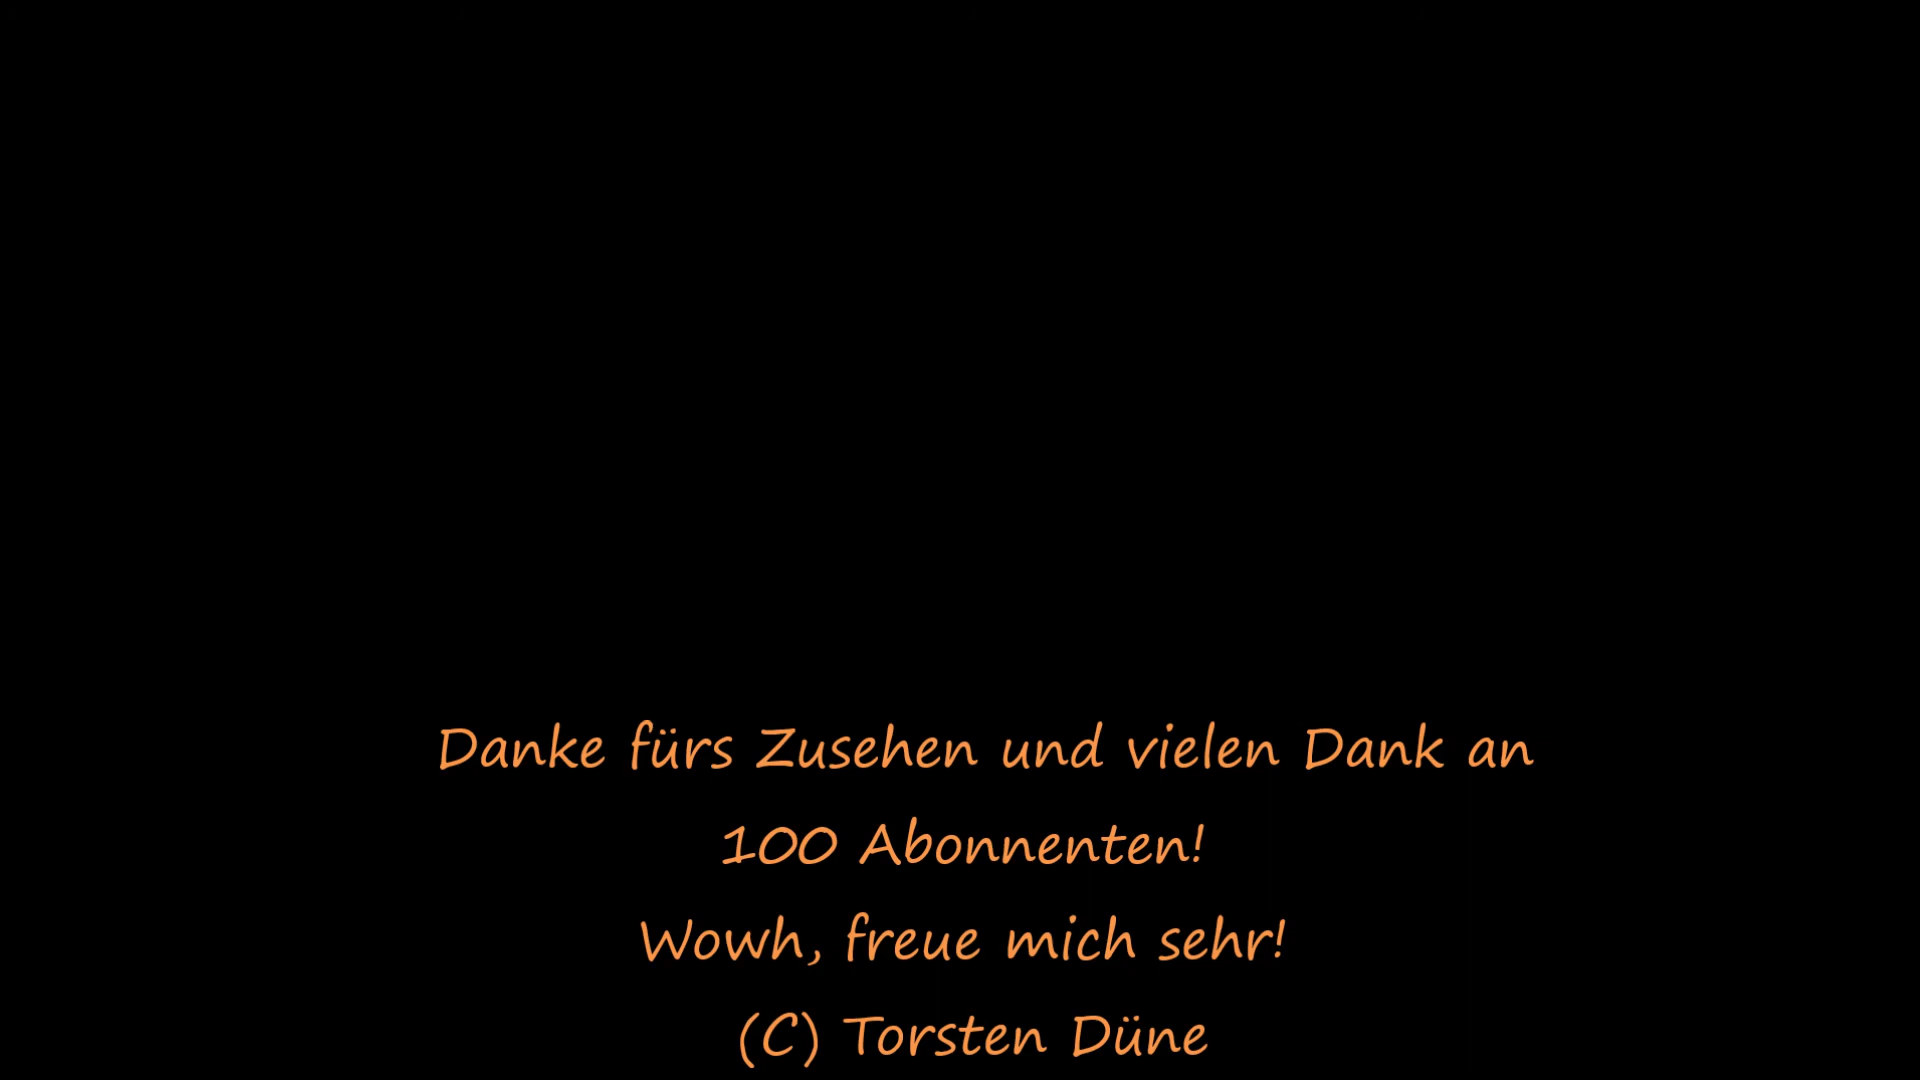 Danke fürs Zusehen und vielen Dank an
100 Abonnenten!
Wowh, freue mich sehr!
(C) Torsten Düne